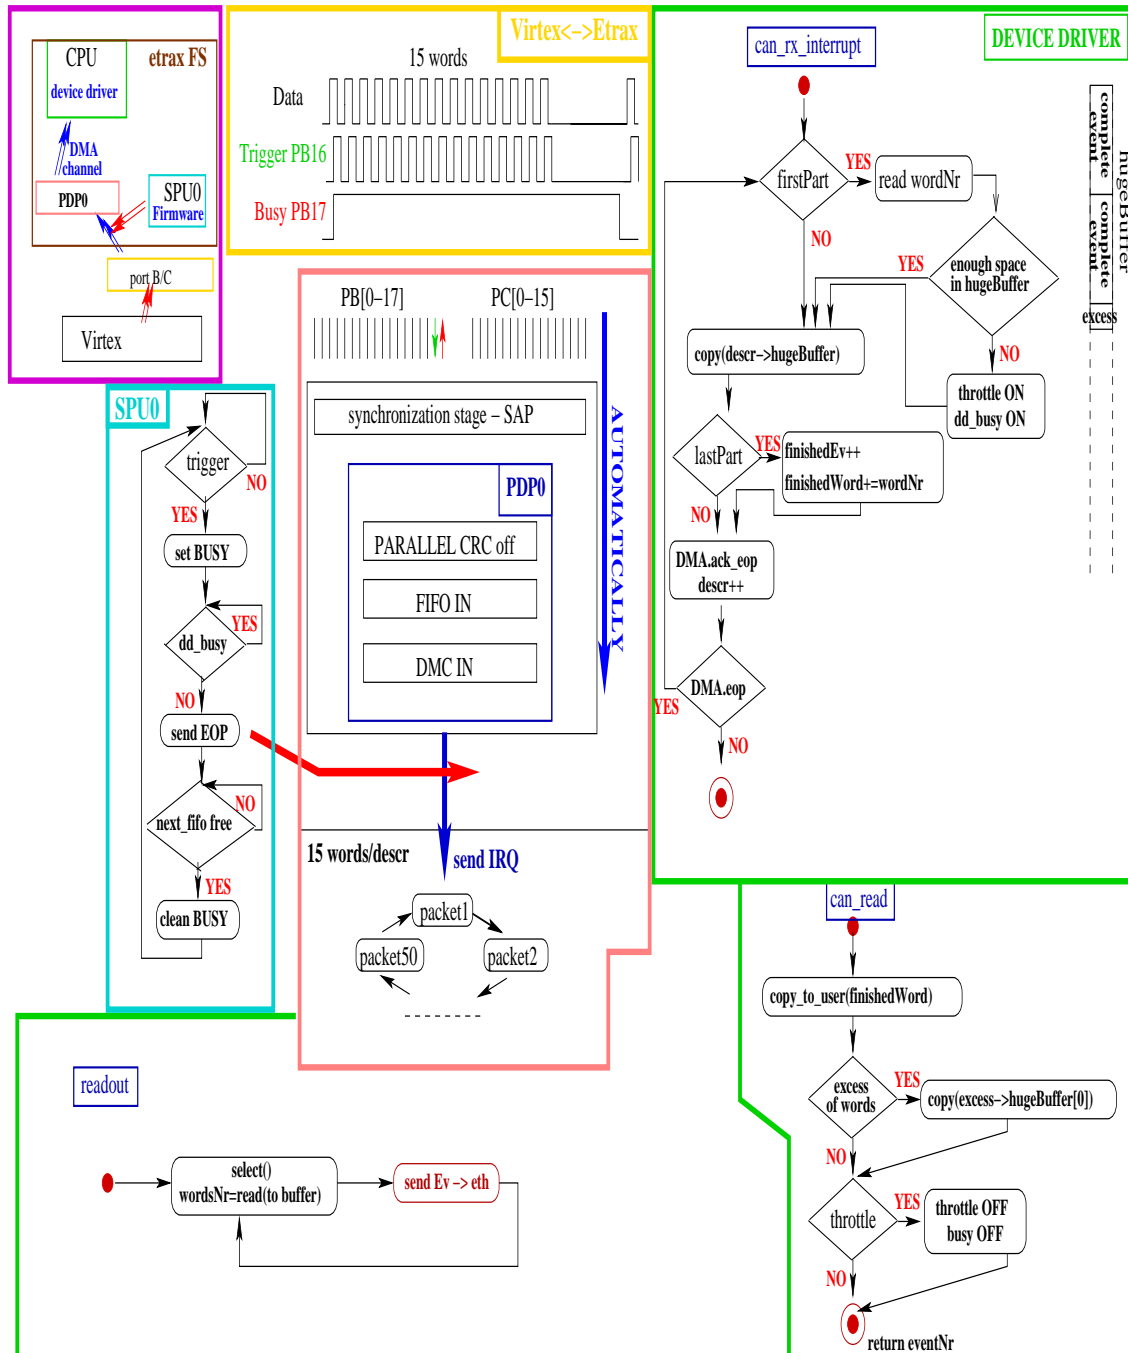 CPU
etrax FS
device driver
DMA
channel
PDP0
SPU0
Firmware
port B/C
Virtex
Virtex<->Etrax
15 words
Data
Trigger PB16
Busy PB17
DEVICE DRIVER
can_rx_interrupt
firstPart
YES
read wordNr
NO
YES
enough space
in hugeBuffer
NO
copy(descr->hugeBuffer)
throttle ON
dd_busy ON
lastPart
YES
finishedEv++
finishedWord+=wordNr
NO
DMA.ack_eop
descr++
DMA.eop
YES
NO
complete
event
complete
event
excess
hugeBuffer
SPU0
trigger
NO
YES
set BUSY
YES
dd_busy
NO
send EOP
NO
next_fifo free
YES
clean BUSY
PB[0-17]
PC[0-15]
synchronization stage - SAP
PDP0
PARALLEL CRC off
FIFO IN
DMC IN
AUTOMATICALLY
15 words/descr
send IRQ
packet1
packet50
packet2
can_read
copy_to_user(finishedWord)
excess
of words
YES
copy(excess->hugeBuffer[0])
NO
throttle
YES
throttle OFF
busy OFF
NO
return eventNr
readout
select()
wordsNr=read(to buffer)
send Ev -> eth